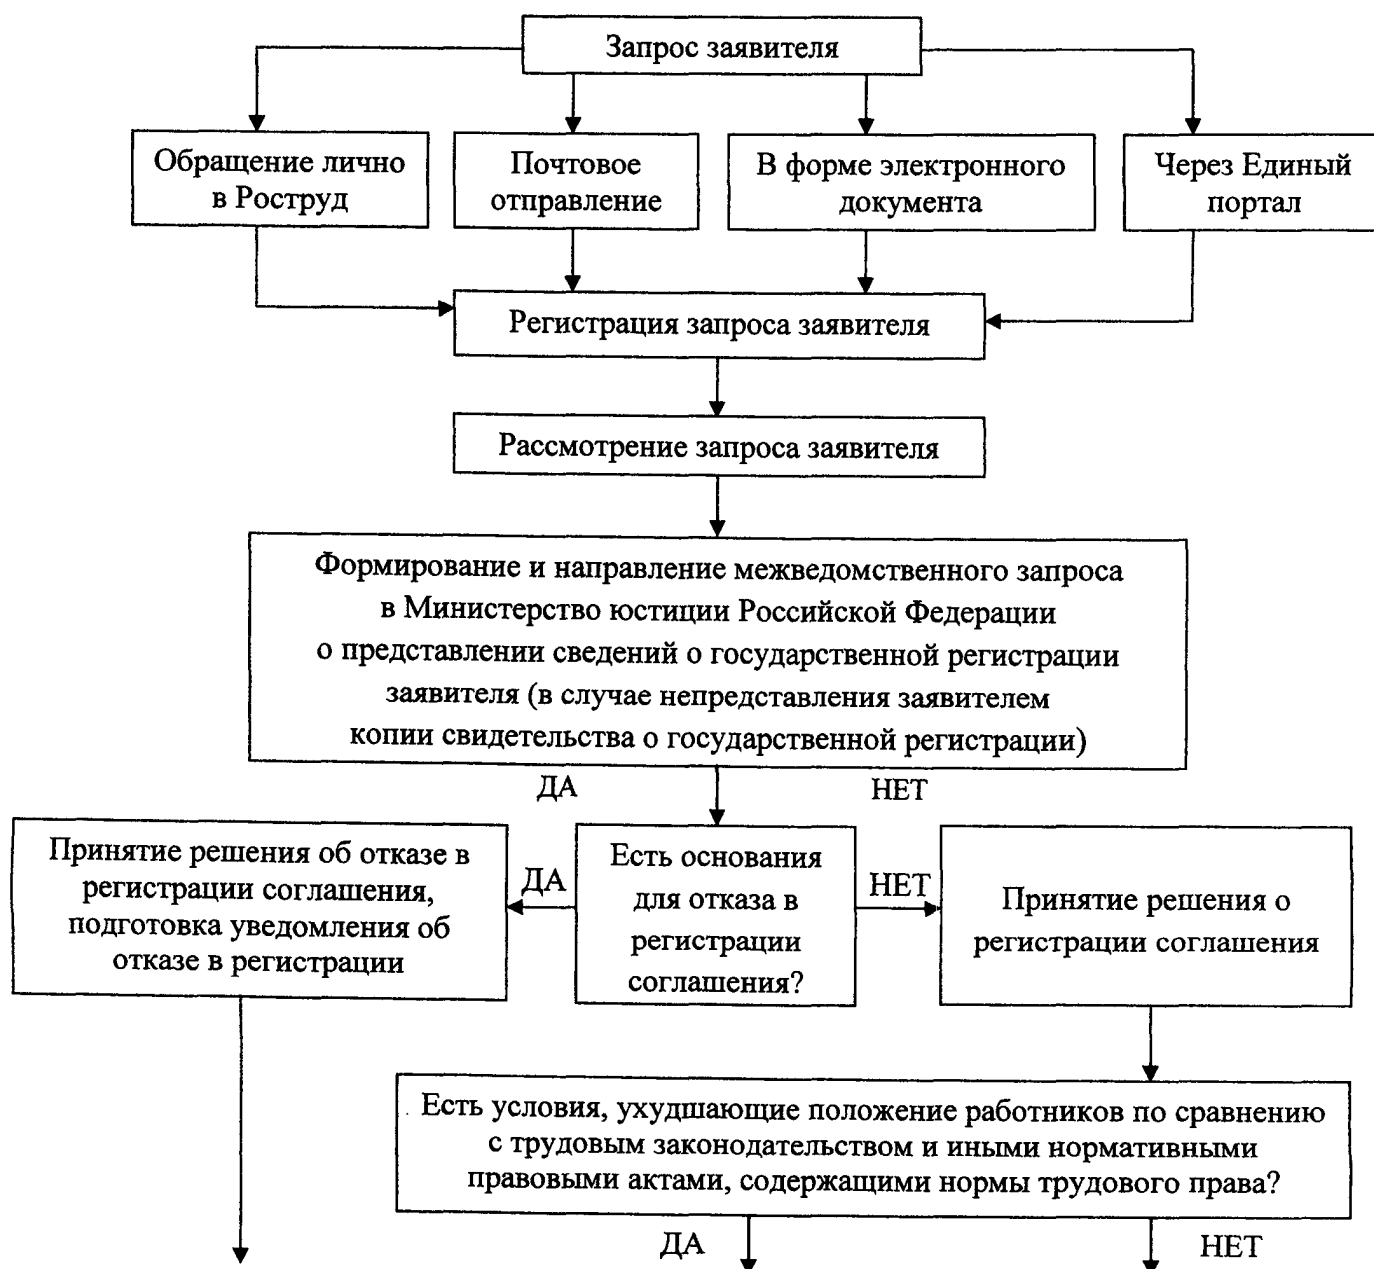 Запрос заявителя
Обращение лично
в Роструд
Почтовое
отправление
В форме электронного
документа
Через Единый
портал
Регистрация запроса заявителя
Рассмотрение запроса заявителя
Формирование и направление межведомственного запроса
в Министерство юстиции Российской Федерации
о представлении сведений о государственной регистрации
заявителя (в случае непредставления заявителем
копии свидетельства о государственной регистрации)
ДА
НЕТ
Принятие решения об отказе в
регистрации соглашения,
подготовка уведомления об
отказе в регистрации
ДА
Есть основания
для отказа в
регистрации
соглашения?
НЕТ
Принятие решения о
регистрации соглашения
Есть условия, ухудшающие положение работников по сравнению
с трудовым законодательством и иными нормативными
правовыми актами, содержащими нормы трудового права?
ДА
НЕТ